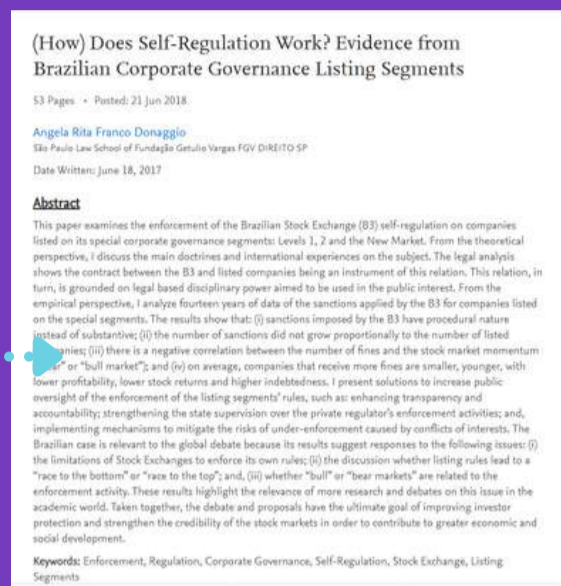 (How) Does Self-Regulation Work? Evidence from
Brazilian Corporate Governance Listing Segments
53 Pages • Posted: 21 Jun 2018
Angela Rita Franco Donaggio
São Paulo Law School of Fundação Getulio Vargas FGV DIREITO SP
Date Written: June 18, 2017
Abstract
This paper examines the enforcement of the Brazilian Stock Exchange (B3) self-regulation on companies
listed on its special corporate governance segments: Levels 1, 2 and the New Market. From the theoretical
perspective, I discuss the main doctrines and international experiences on the subject. The legal analysis
shows the contract between the B3 and listed companies being an instrument of this relation. This relation, in
turn, is grounded on legal based disciplinary power aimed to be used in the public interest. From the
empirical perspective, I analyze fourteen years of data of the sanctions applied by the B3 for companies listed
on the special segments. The results show that: (i) sanctions imposed by the B3 have procedural nature
instead of substantive; (ii) the number of sanctions did not grow proportionally to the number of listed
anies; (iii) there is a negative correlation between the number of fines and the stock market momentum
" or "bull market"); and (iv) on average, companies that receive more fines are smaller, younger, with
lower profitability, lower stock returns and higher indebtedness. I present solutions to increase public
oversight of the enforcement of the listing segments' rules, such as: enhancing transparency and
accountability; strengthening the state supervision over the private regulator's enforcement activities; and,
implementing mechanisms to mitigate the risks of under-enforcement caused by conflicts of interests. The
Brazilian case is relevant to the global debate because its results suggest responses to the following issues: (i)
the limitations of Stock Exchanges to enforce its own rules; (ii) the discussion whether listing rules lead to a
"race to the bottom" or "race to the top"; and, (iii) whether "bull" or "bear markets" are related to the
enforcement activity. These results highlight the relevance of more research and debates on this issue in the
academic world. Taken together, the debate and proposals have the ultimate goal of improving investor
protection and strengthen the credibility of the stock markets in order to contribute to greater economic and
social development.
Keywords: Enforcement, Regulation, Corporate Governance, Self-Regulation, Stock Exchange, Listing
Segments